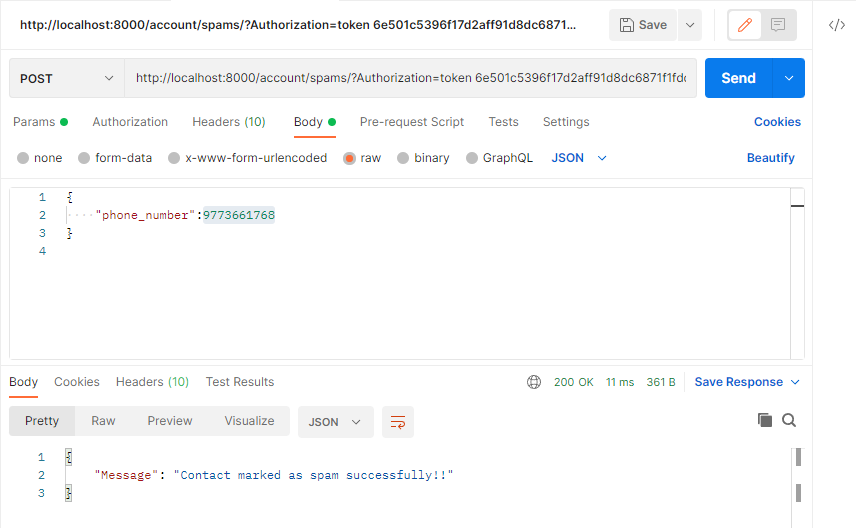 http://localhost:8000/account/spams/?Authorization=token 6e501c5396f17d2aff91d8dc6871...
Save
</>
POST http://localhost:8000/account/spams/?Authorization=token 6e501c5396f17d2aff91d8dc6871f1fdc Send
Params Authorization Headers (10) Body Pre-request Script Tests Settings Cookies
none form-data x-www-form-urlencoded raw binary GraphQL JSON Beautify
1 {
2 ····"phone_number":9773661768
3 }
4
Body Cookies Headers (10) Test Results 200 OK 11 ms 361 B Save Response
Pretty Raw Preview Visualize JSON
1 {
2 "Message": "Contact marked as spam successfully!!"
3 }